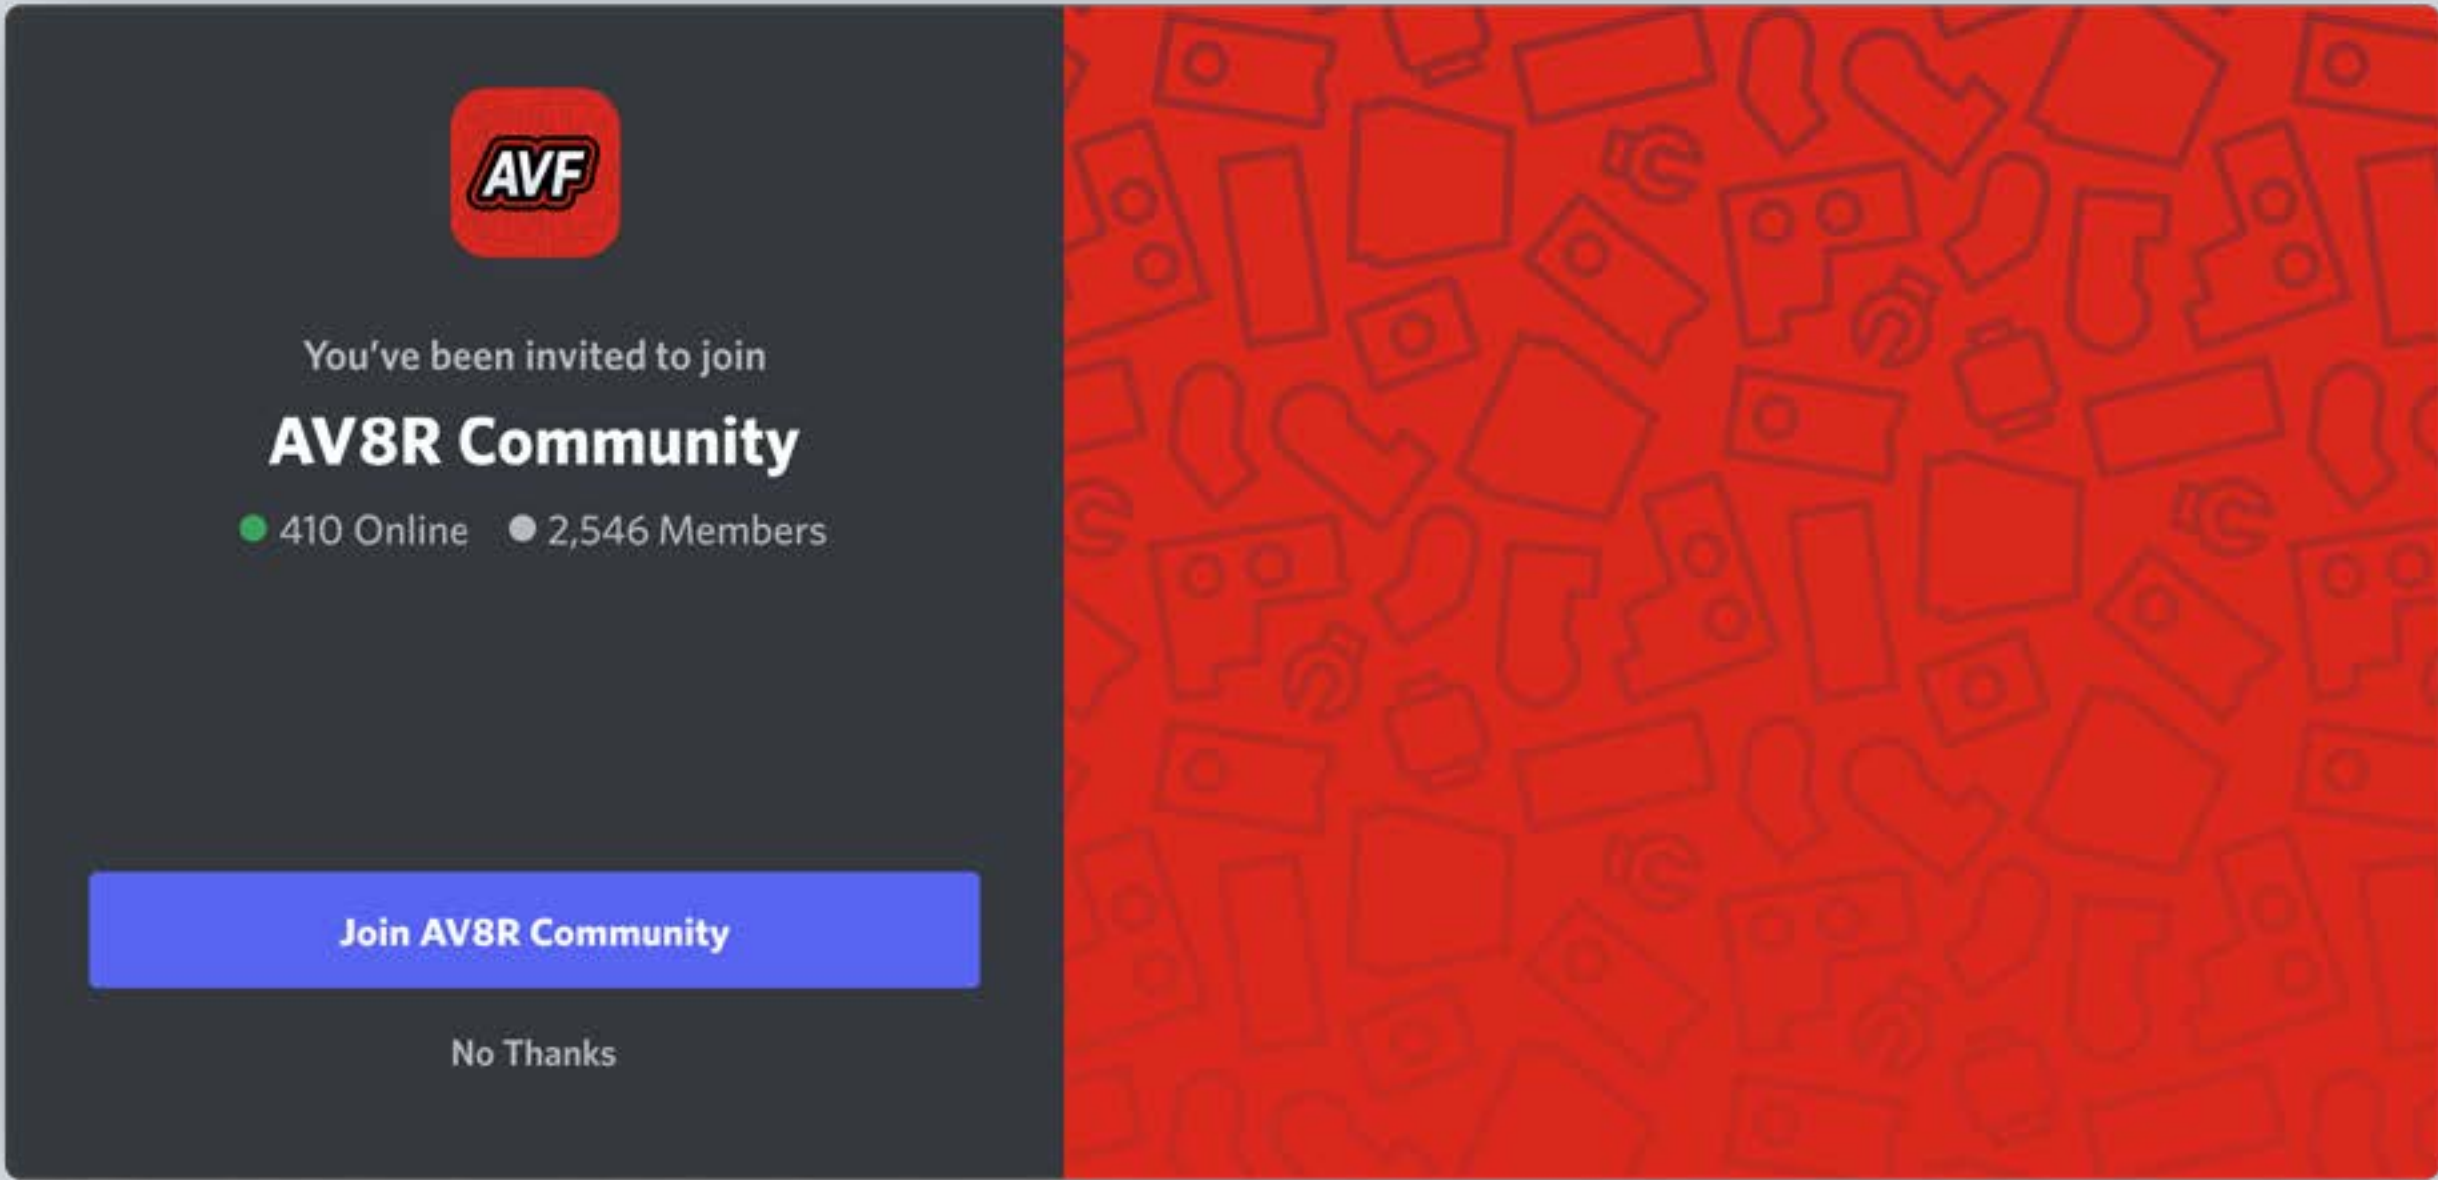 AVF
You've been invited to join
AV8R Community
410 Online 2,546 Members
Join AV8R Community
No Thanks